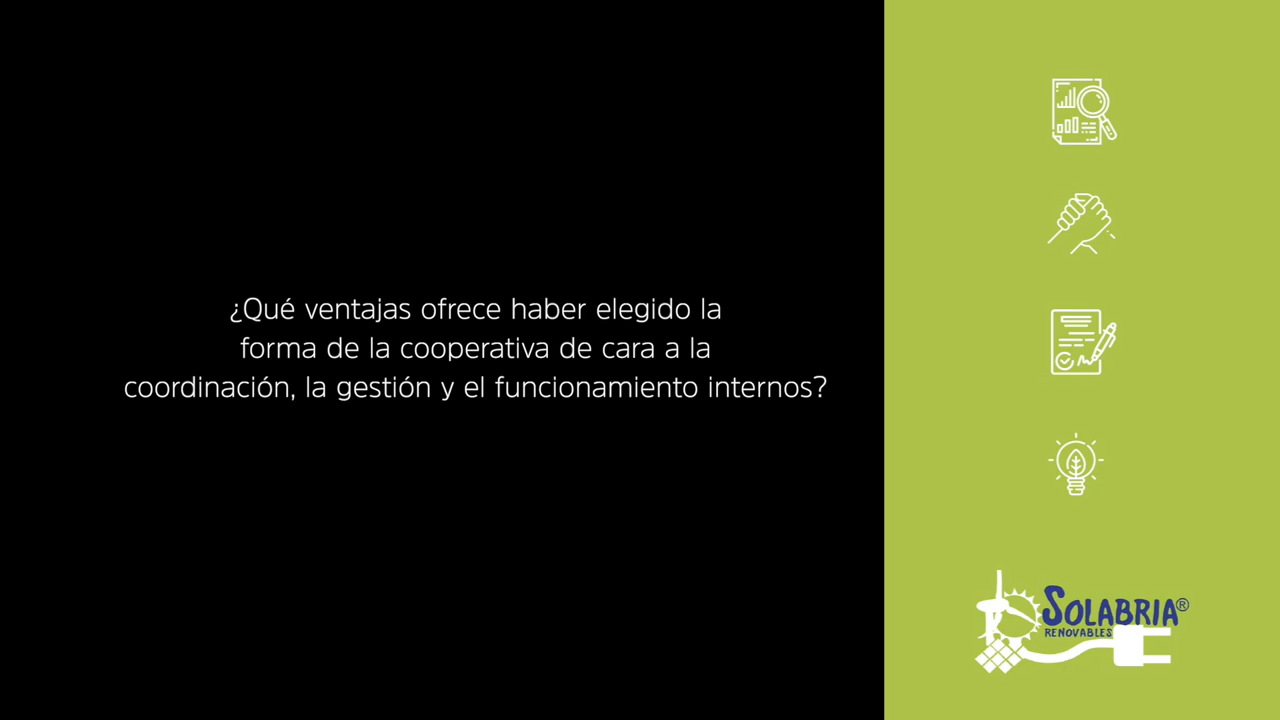 ¿Qué ventajas ofrece haber elegido la
forma de la cooperativa de cara a la
coordinación, la gestión y el funcionamiento internos?
SOLABRIA®
RENOVABLES